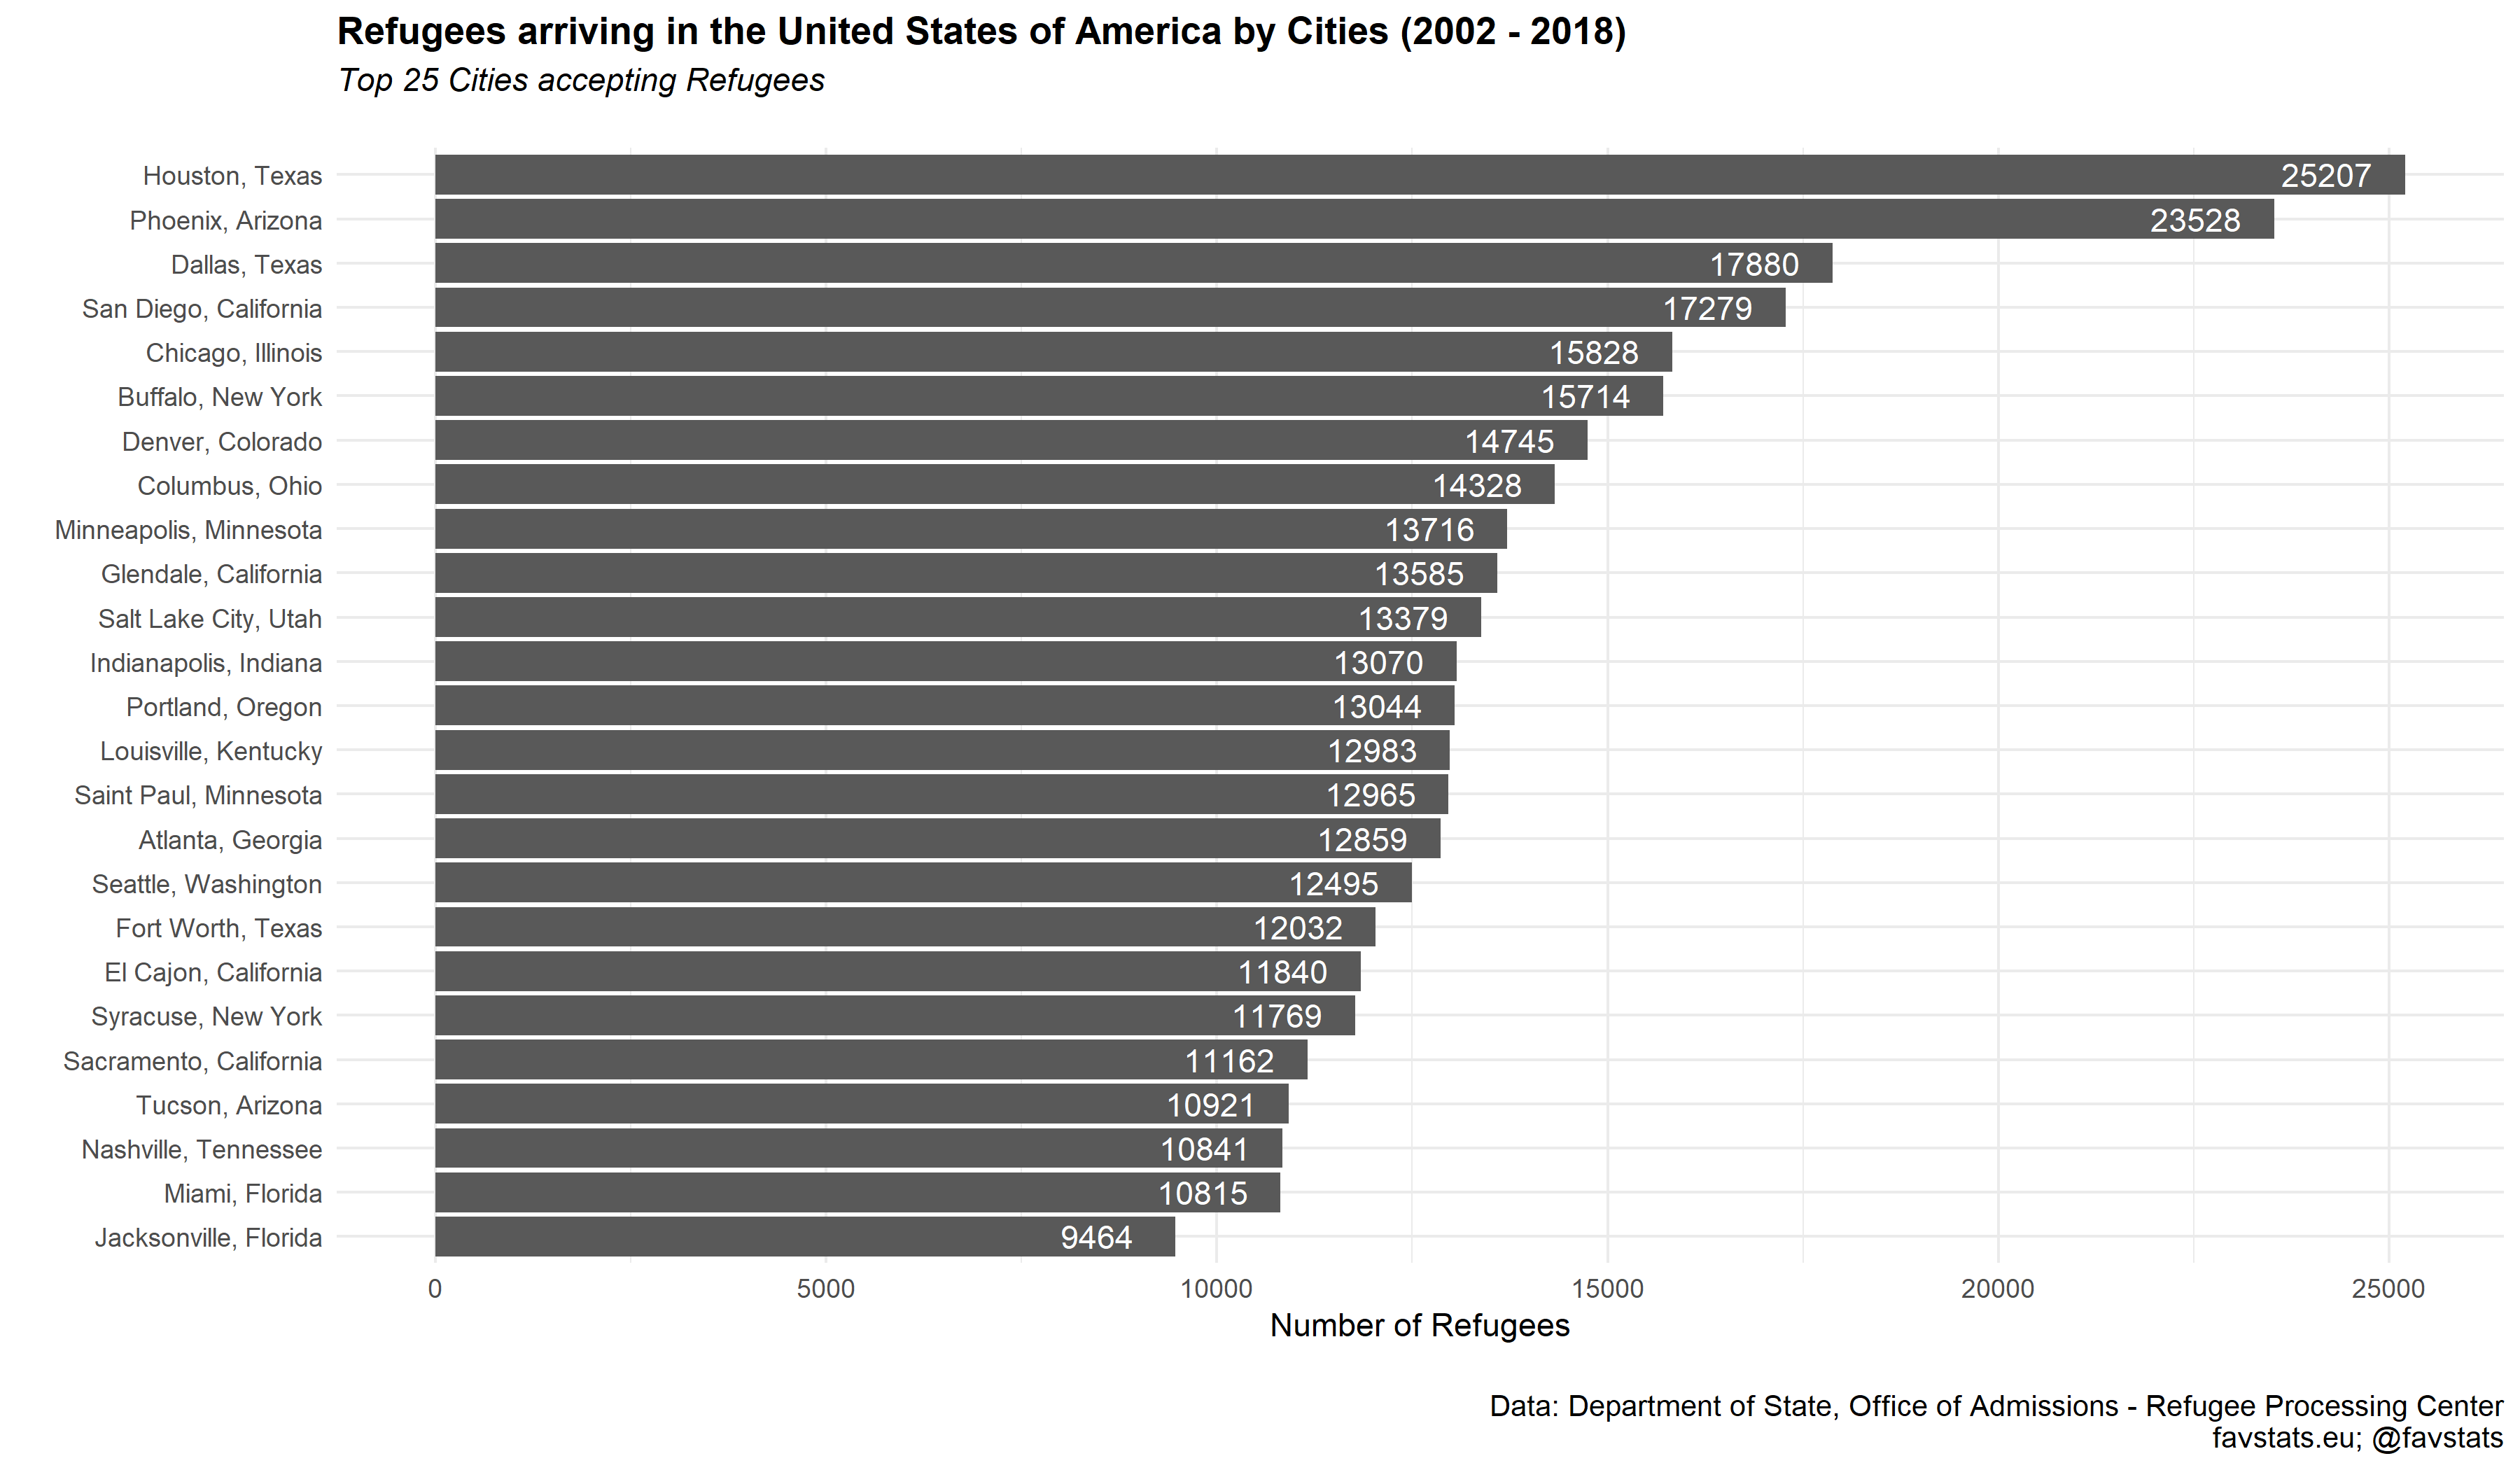 Refugees arriving in the United States of America by Cities (2002 - 2018)
Top 25 Cities accepting Refugees
Houston, Texas 25207
Phoenix, Arizona 23528
Dallas, Texas 17880
San Diego, California 17279
Chicago, Illinois 15828
Buffalo, New York 15714
Denver, Colorado 14745
Columbus, Ohio 14328
Minneapolis, Minnesota 13716
Glendale, California 13585
Salt Lake City, Utah 13379
Indianapolis, Indiana 13070
Portland, Oregon 13044
Louisville, Kentucky 12983
Saint Paul, Minnesota 12965
Atlanta, Georgia 12859
Seattle, Washington 12495
Fort Worth, Texas 12032
El Cajon, California 11840
Syracuse, New York 11769
Sacramento, California 11162
Tucson, Arizona 10921
Nashville, Tennessee 10841
Miami, Florida 10815
Jacksonville, Florida 9464
0 5000 10000 15000 20000 25000
Number of Refugees
Data: Department of State, Office of Admissions - Refugee Processing Center
favstats.eu; @favstats